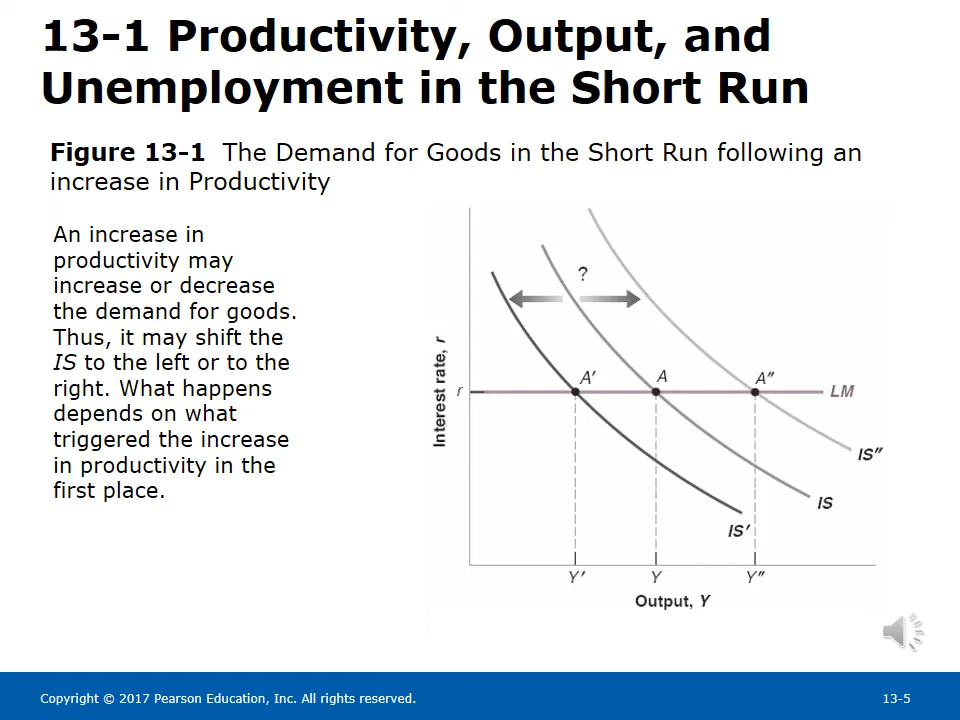 13-1 Productivity, Output, and
Unemployment in the Short Run
Figure 13-1 The Demand for Goods in the Short Run following an
increase in Productivity
An increase in
productivity may
increase or decrease
the demand for goods.
Thus, it may shift the
IS to the left or to the
right. What happens
depends on what
triggered the increase
in productivity in the
first place.
?
Interest rate, r
r
A′
A
A″
LM
IS″
IS
IS′
Y′
Y
Y″
Output, Y
Copyright © 2017 Pearson Education, Inc. All rights reserved.
13-5